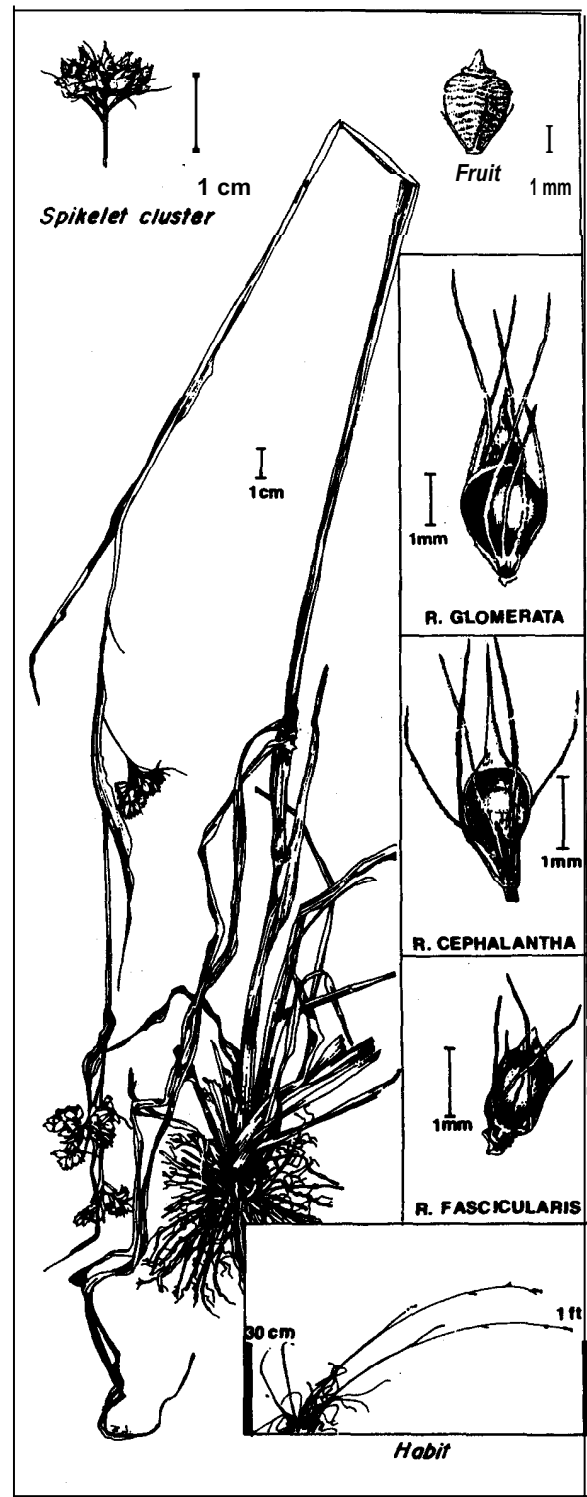 1 cm
Spikelet cluster
Fruit
1 mm
1cm
1mm
R. GLOMERATA
1mm
R. CEPHALANTHA
1mm
R. FASCICULARIS
30 cm
1 ft
Habit